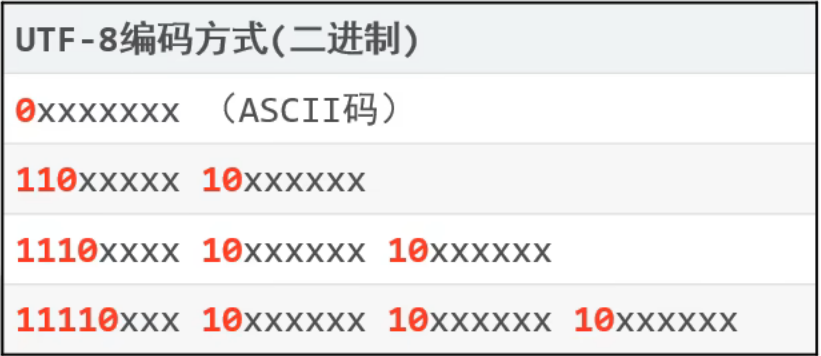 UTF-8编码方式(二进制)
0xxxxxxx （ASCII码）
110xxxxx 10xxxxxx
1110xxxx 10xxxxxx 10xxxxxx
11110xxx 10xxxxxx 10xxxxxx 10xxxxxx